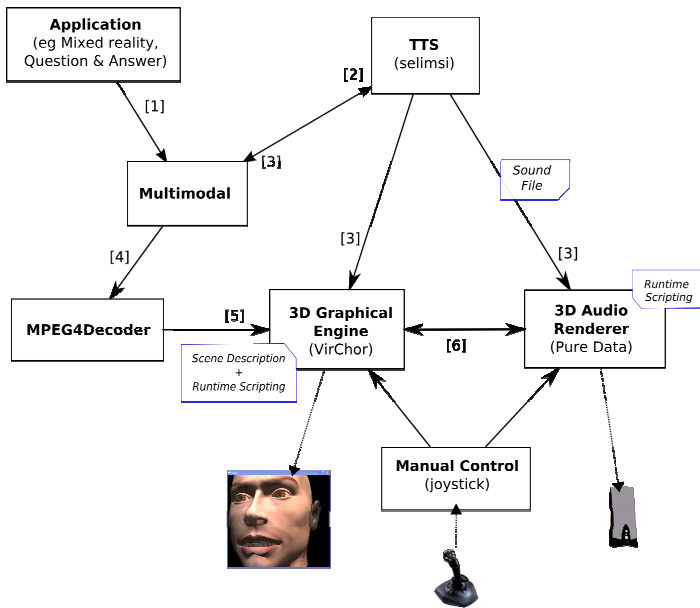 Application
(eg Mixed reality,
Question & Answer)
TTS
(selimsi)
[1]
[2]
[3]
Multimodal
Sound
File
[3]
[3]
[4]
Runtime
Scripting
MPEG4Decoder
[5]
3D Graphical
Engine
(VirChor)
[6]
3D Audio
Renderer
(Pure Data)
Scene Description
+
Runtime Scripting
Manual Control
(joystick)